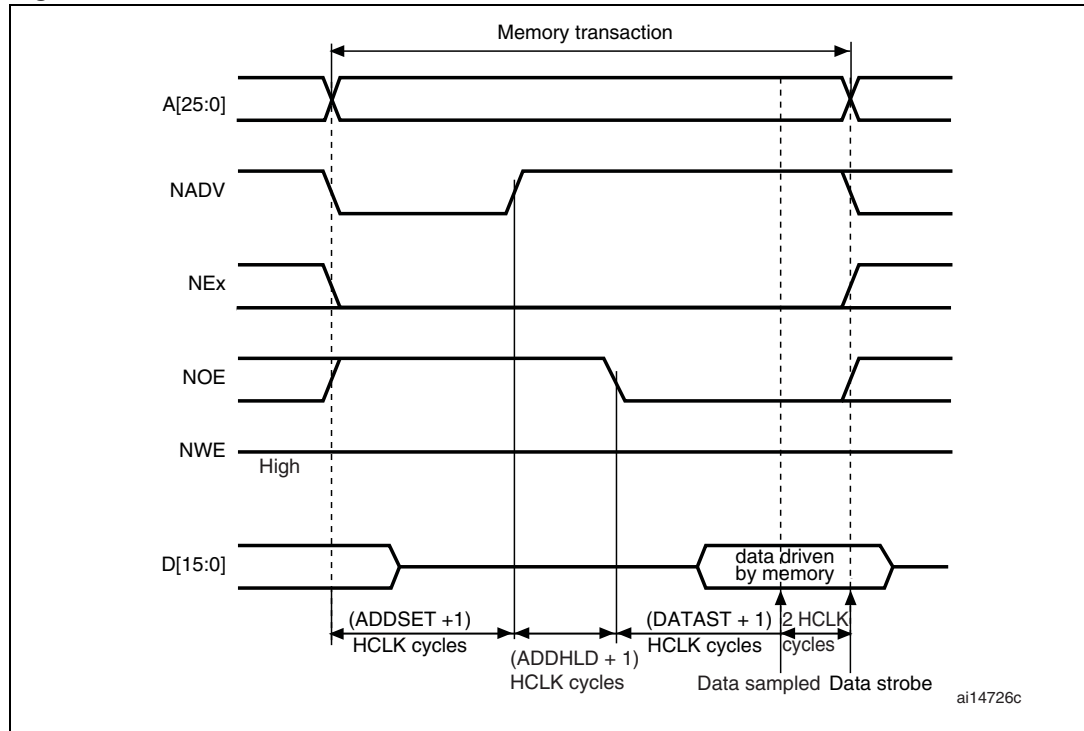 Memory transaction
A[25:0]
NADV
NEx
NOE
NWE
High
D[15:0]
data driven
by memory
(ADDSET +1)
HCLK cycles
(ADDHLD + 1)
HCLK cycles
(DATAST + 1)
HCLK cycles
2 HCLK
cycles
Data sampled
Data strobe
ai14726c